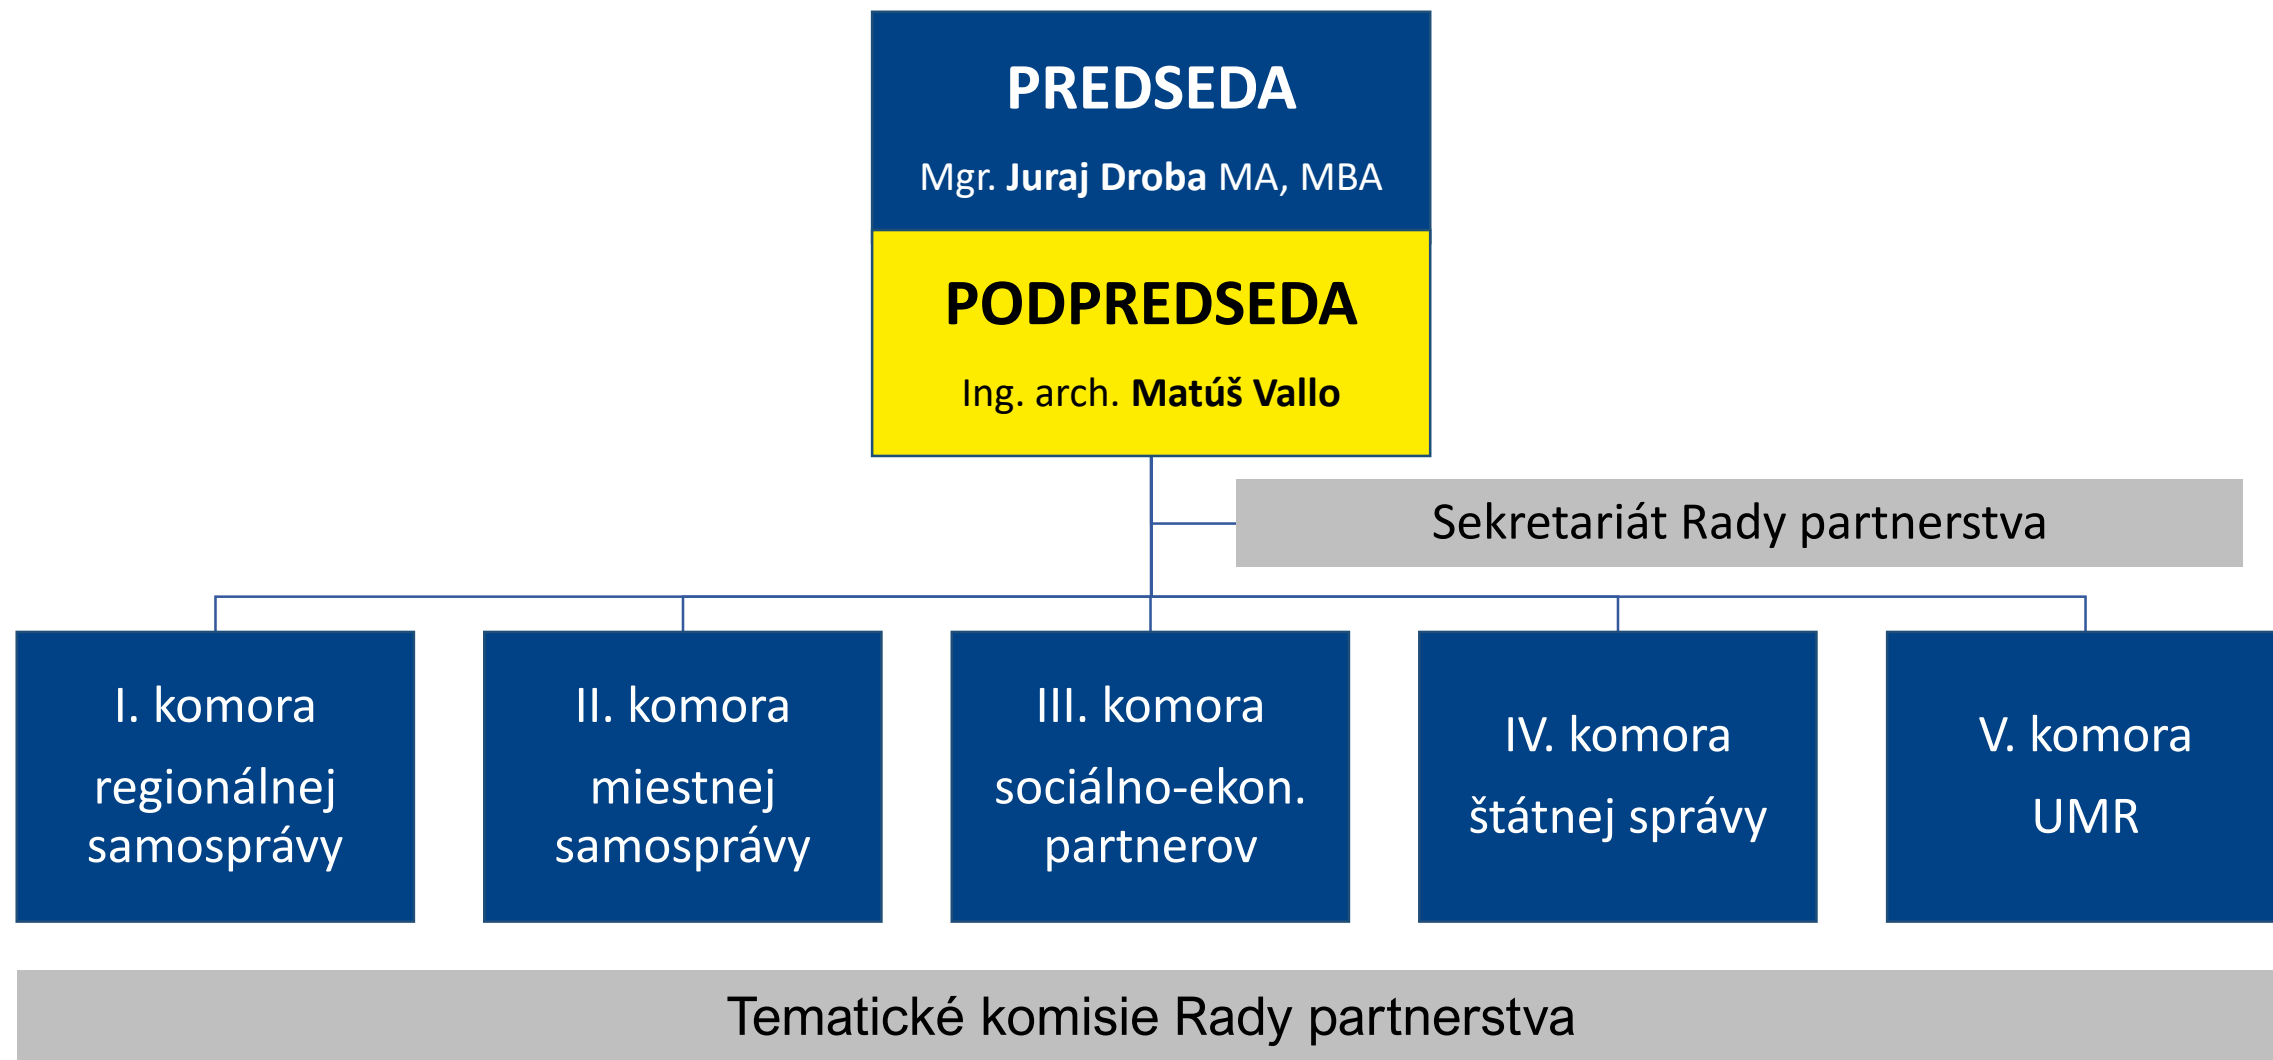 PREDSEDA
Mgr. Juraj Droba MA, MBA
PODPREDSEDA
Ing. arch. Matúš Vallo
Sekretariát Rady partnerstva
I. komora
regionálnej
samosprávy
II. komora
miestnej
samosprávy
III. komora
sociálno-ekon.
partnerov
IV. komora
štátnej správy
V. komora
UMR
Tematické komisie Rady partnerstva